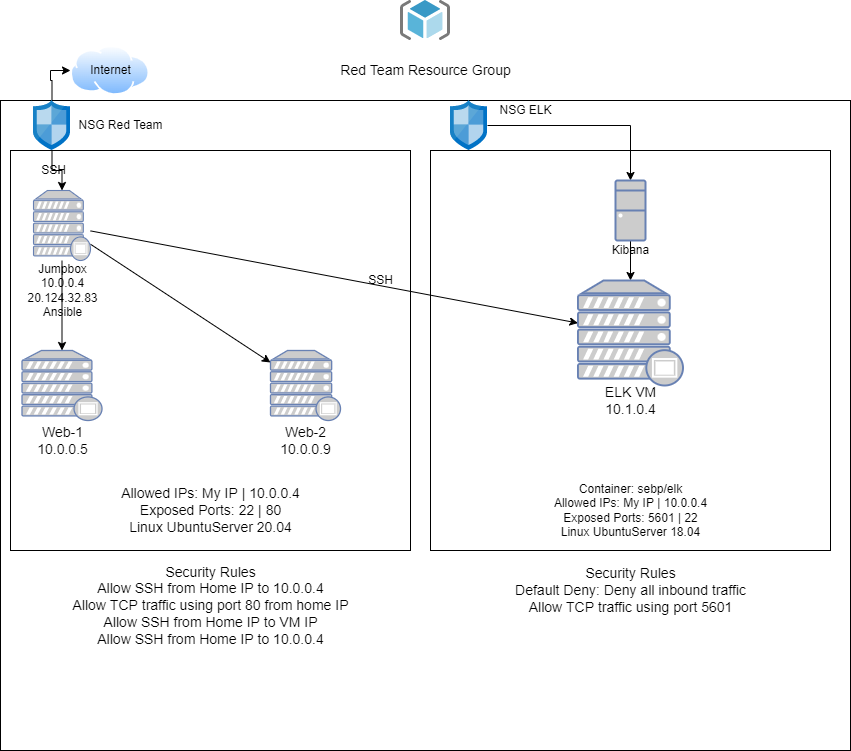 Red Team Resource Group
Internet
NSG Red Team
NSG ELK
SSH
Jumpbox
10.0.0.4
20.124.32.83
Ansible
SSH
Kibana
Web-1
10.0.0.5
Web-2
10.0.0.9
ELK VM
10.1.0.4
Allowed IPs: My IP | 10.0.0.4
Exposed Ports: 22 | 80
Linux UbuntuServer 20.04
Container: sebp/elk
Allowed IPs: My IP | 10.0.0.4
Exposed Ports: 5601 | 22
Linux UbuntuServer 18.04
Security Rules
Allow SSH from Home IP to 10.0.0.4
Allow TCP traffic using port 80 from home IP
Allow SSH from Home IP to VM IP
Allow SSH from Home IP to 10.0.0.4
Security Rules
Default Deny: Deny all inbound traffic
Allow TCP traffic using port 5601